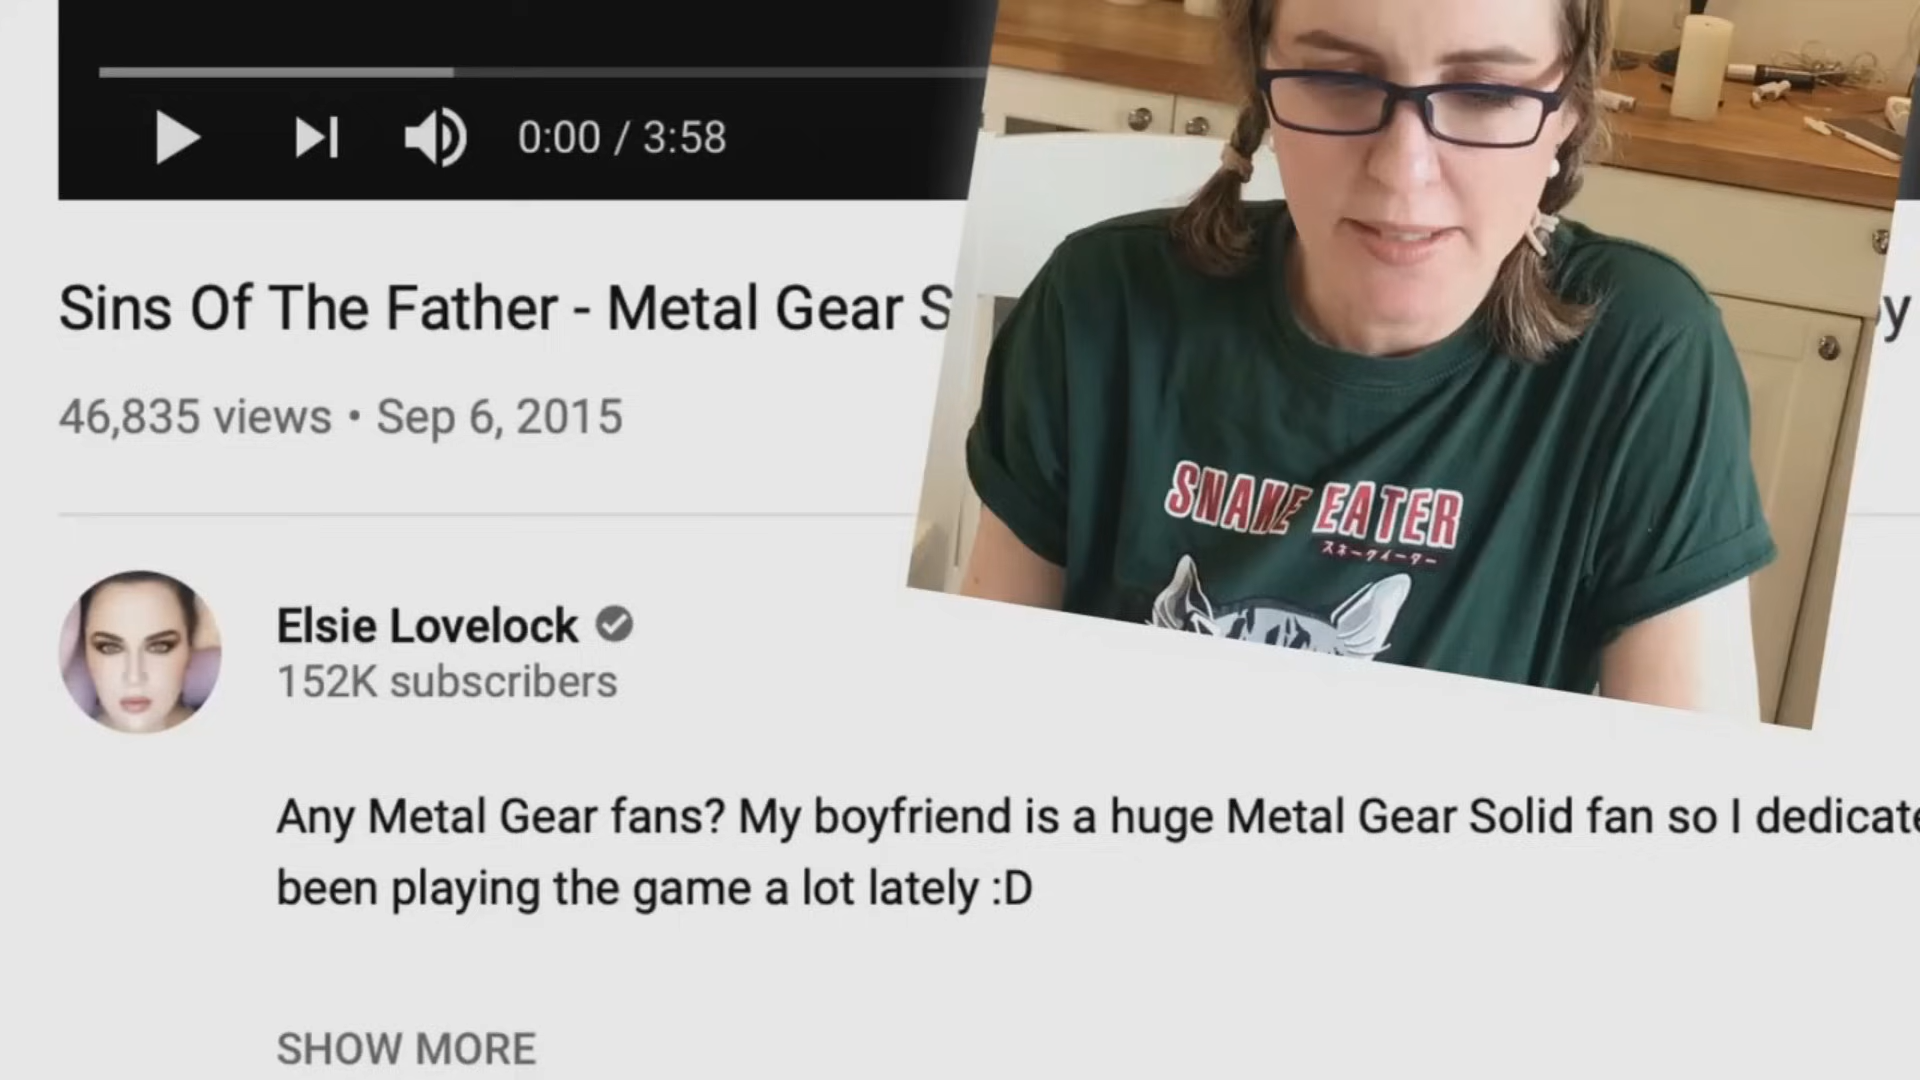 0:00 / 3:58
Sins Of The Father - Metal Gear S
y
46,835 views • Sep 6, 2015
SNAKE EATER
スネークイーター
Elsie Lovelock
152K subscribers
Any Metal Gear fans? My boyfriend is a huge Metal Gear Solid fan so I dedicate
been playing the game a lot lately :D
SHOW MORE